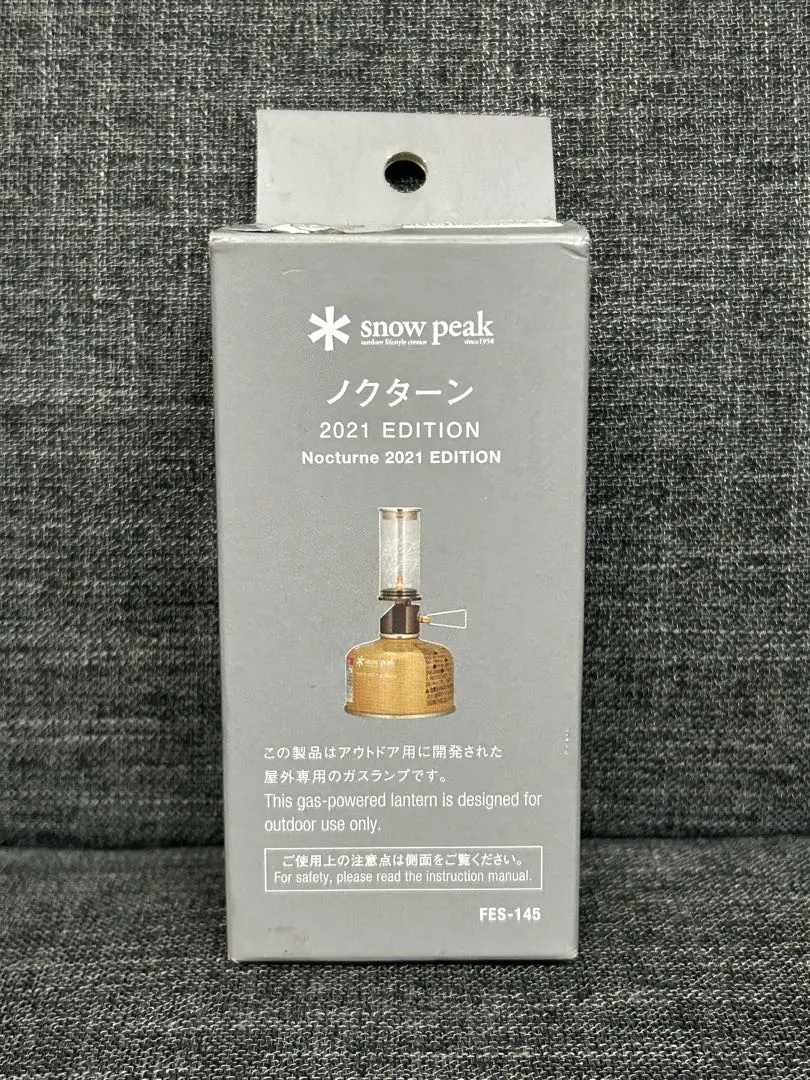 snow peak
outdoor lifestyle creator since1958
ノクターン
2021 EDITION
Nocturne 2021 EDITION
snow peak
この製品はアウトドア用に開発された
屋外専用のガスランプです。
This gas-powered lantern is designed for
outdoor use only.
ご使用上の注意点は側面をご覧ください。
For safety, please read the instruction manual.
FES-145